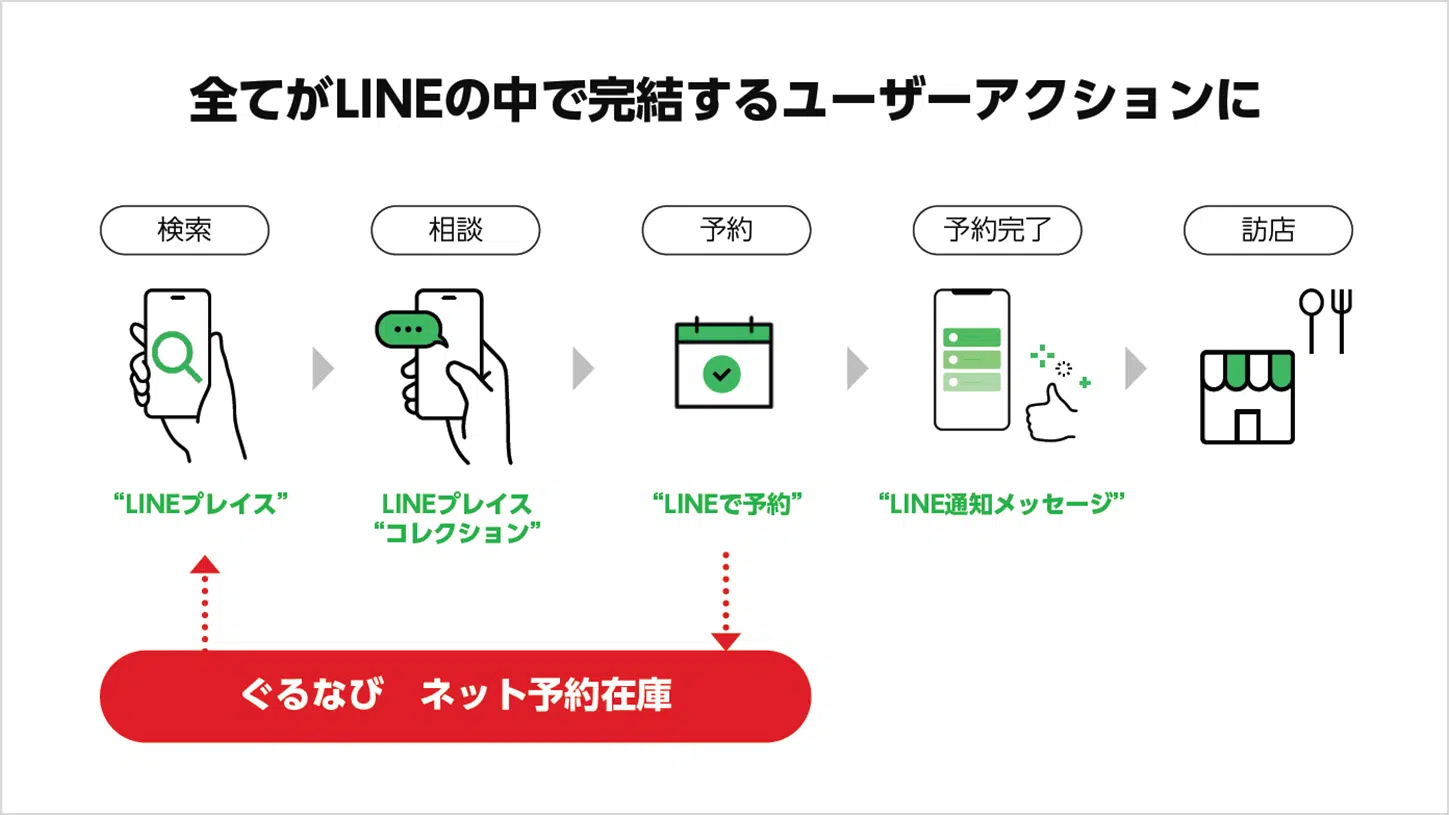 全てがLINEの中で完結するユーザーアクションに
検索
相談
予約
予約完了
訪店
“LINEプレイス”
LINEプレイス
“コレクション”
“LINEで予約”
“LINE通知メッセージ”
ぐるなび　ネット予約在庫